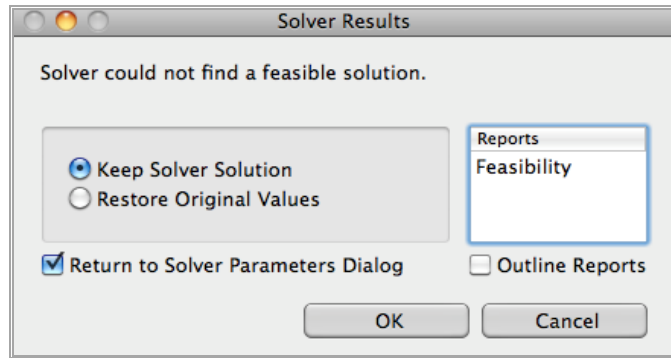 Solver Results
Solver could not find a feasible solution.
Keep Solver Solution
Restore Original Values
Reports
Feasibility
Return to Solver Parameters Dialog
Outline Reports
OK
Cancel